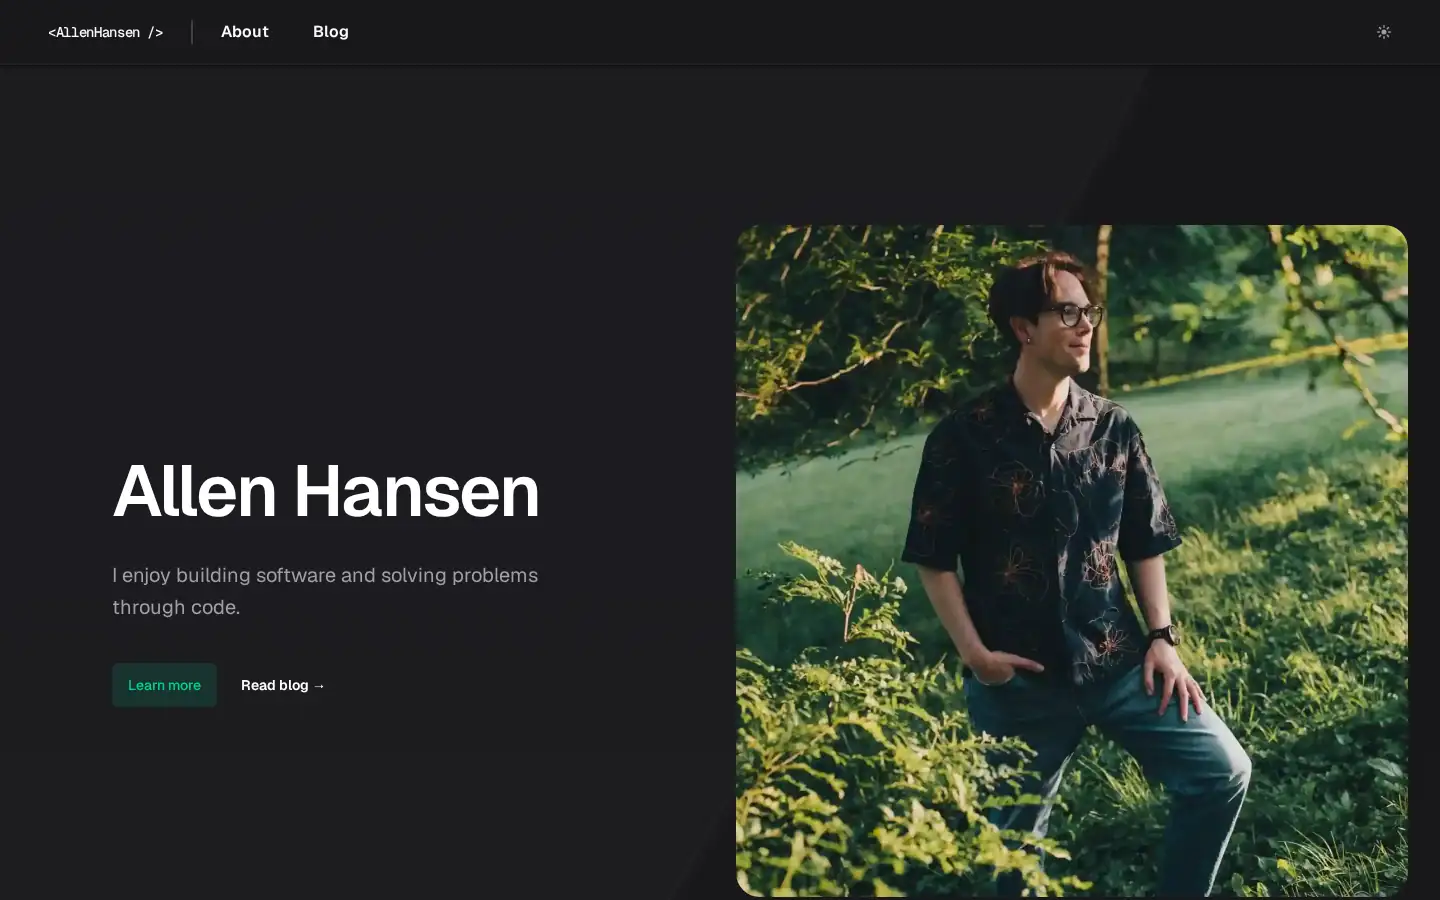 <AllenHansen />
About
Blog
Allen Hansen
I enjoy building software and solving problems
through code.
Learn more
Read blog →